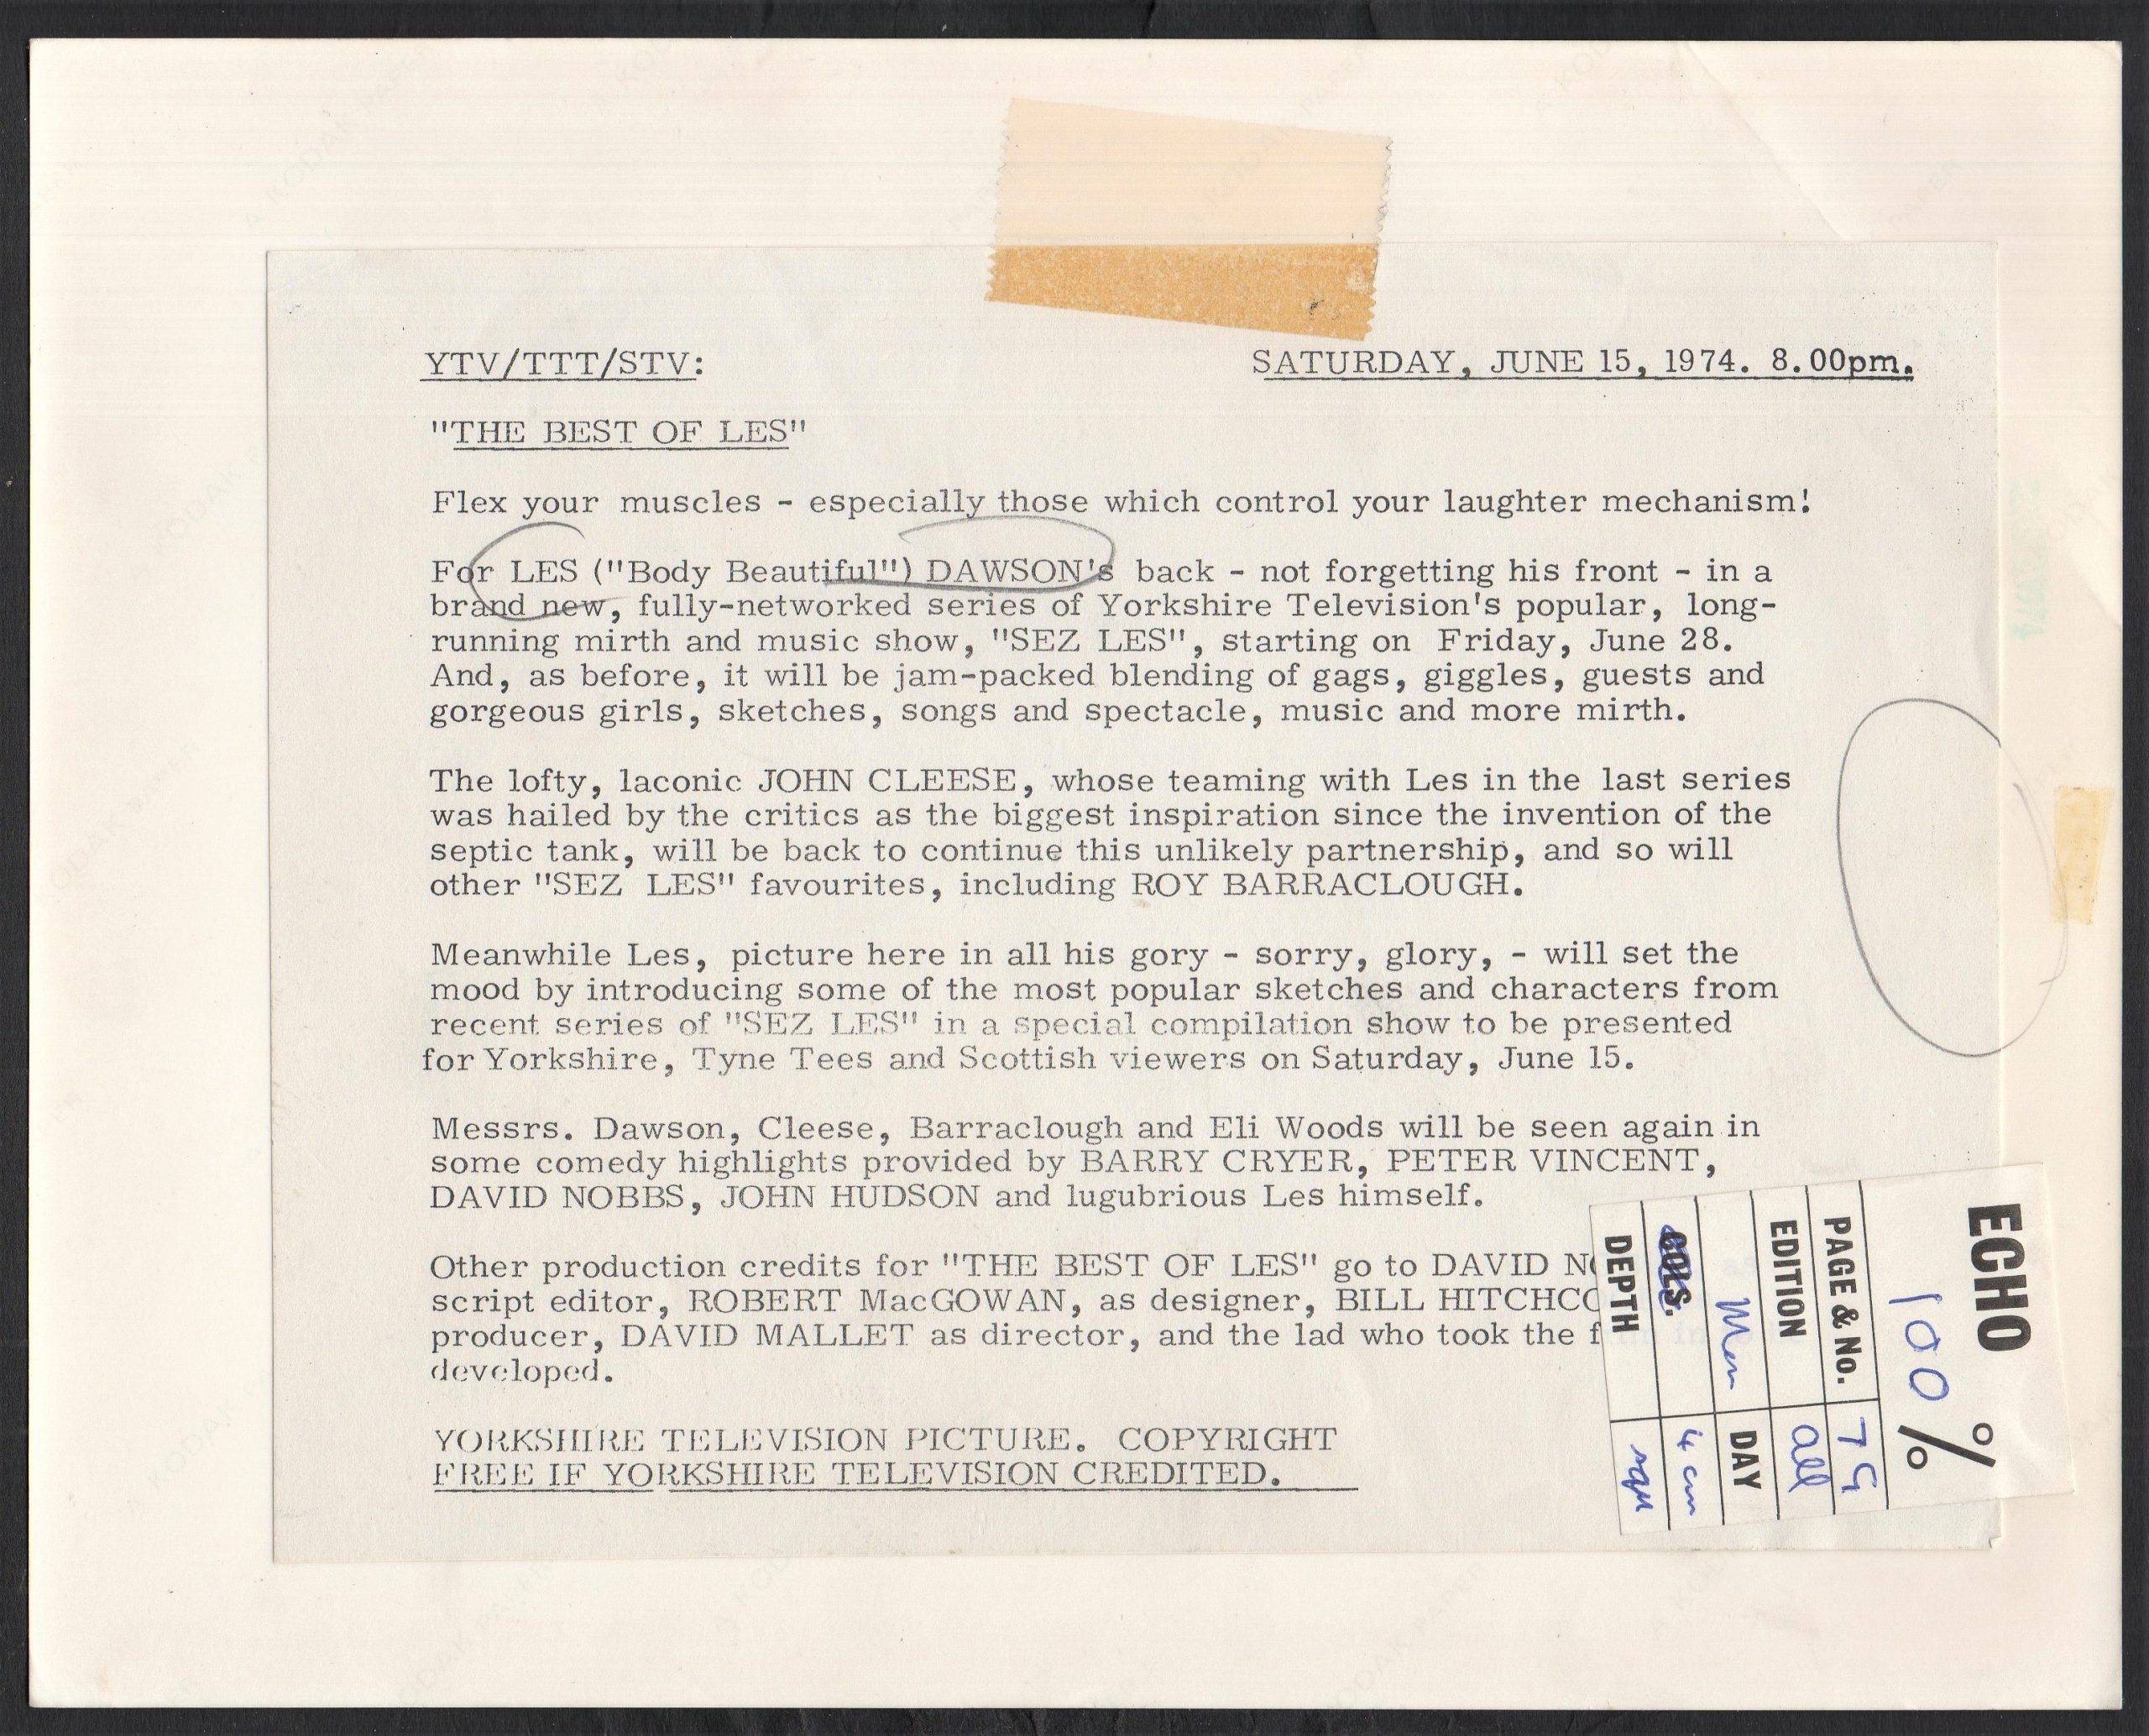 YTV/TTT/STV: SATURDAY, JUNE 15, 1974. 8.00pm.
"THE BEST OF LES"
Flex your muscles - especially those which control your laughter mechanism!
For LES ("Body Beautiful") DAWSON's back - not forgetting his front - in a
brand new, fully-networked series of Yorkshire Television's popular, long-
running mirth and music show, "SEZ LES", starting on Friday, June 28.
And, as before, it will be jam-packed blending of gags, giggles, guests and
gorgeous girls, sketches, songs and spectacle, music and more mirth.
The lofty, laconic JOHN CLEESE, whose teaming with Les in the last series
was hailed by the critics as the biggest inspiration since the invention of the
septic tank, will be back to continue this unlikely partnership, and so will
other "SEZ LES" favourites, including ROY BARRACLOUGH.
Meanwhile Les, picture here in all his gory - sorry, glory, - will set the
mood by introducing some of the most popular sketches and characters from
recent series of "SEZ LES" in a special compilation show to be presented
for Yorkshire, Tyne Tees and Scottish viewers on Saturday, June 15.
Messrs. Dawson, Cleese, Barraclough and Eli Woods will be seen again in
some comedy highlights provided by BARRY CRYER, PETER VINCENT,
DAVID NOBBS, JOHN HUDSON and lugubrious Les himself.
Other production credits for "THE BEST OF LES" go to DAVID
script editor, ROBERT MacGOWAN, as designer, BILL
producer, DAVID MALLET as director, and the lad who took the
developed.
YORKSHIRE TELEVISION PICTURE. COPYRIGHT
FREE IF YORKSHIRE TELEVISION CREDITED.
ECHO
100 %
PAGE & No.
EDITION all
DAY
COLS. 4 cm
DEPTH